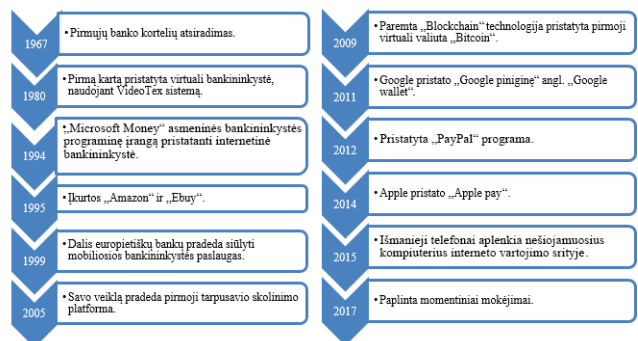 1967
• Pirmųjų banko kortelių atsiradimas.
1980
• Pirmą kartą pristatyta virtuali bankininkystė,
naudojant VideoTex sistemą.
1994
• „Microsoft Money“ asmeninės bankininkystės
programinę įrangą pristatanti internetinė
bankininkystė.
1995
• Įkurtos „Amazon“ ir „Ebuy“.
1999
• Dalis europietiškų bankų pradeda siūlyti
mobiliosios bankininkystės paslaugas.
2005
• Savo veiklą pradeda pirmoji tarpusavio skolinimo
platforma.
2009
• Paremta „Blockchain“ technologija pristatyta pirmoji
virtuali valiuta „Bitcoin“.
2011
• Google pristato „Google piniginę“ angl. „Google
wallet“.
2012
• Pristatyta „PayPal“ programa.
2014
• Apple pristato „Apple pay“.
2015
• Išmanieji telefonai aplenkia nešiojamuosius
kompiuterius interneto vartojimo srityje.
2017
• Paplinta momentiniai mokėjimai.